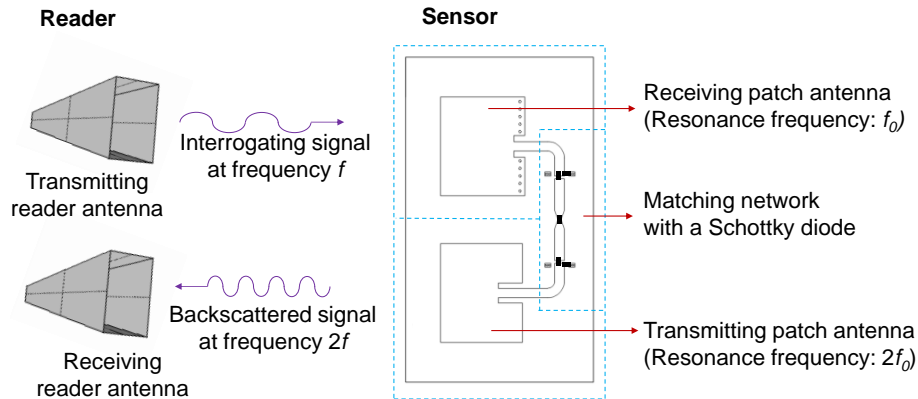 Reader
Sensor
Interrogating signal
at frequency f
Transmitting
reader antenna
Backscattered signal
at frequency 2f
Receiving
reader antenna
Receiving patch antenna
(Resonance frequency: f0)
Matching network
with a Schottky diode
Transmitting patch antenna
(Resonance frequency: 2f0)